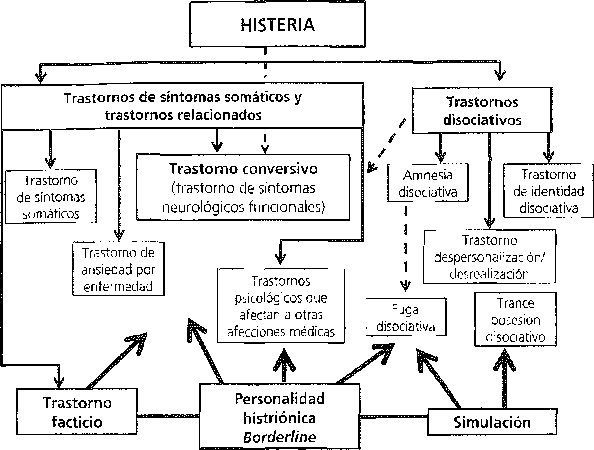 HISTERIA
Trastornos de síntomas somáticos y
trastornos relacionados
Trastornos
disociativos
Trastorno
de síntomas
somáticos
Trastorno conversivo
(trastorno de síntomas
neurológicos funcionales)
Amnesia
disociativa
Trastorno
de identidad
disociativa
Trastorno de
ansiedad por
enfermedad
Trastorno
despersonalización/
desrealización
Trastornos
psicológicos que
afectan a otras
afecciones médicas
Fuga
disociativa
Trance
posesión
disociativo
Trastorno
facticio
Personalidad
histriónica
Borderline
Simulación